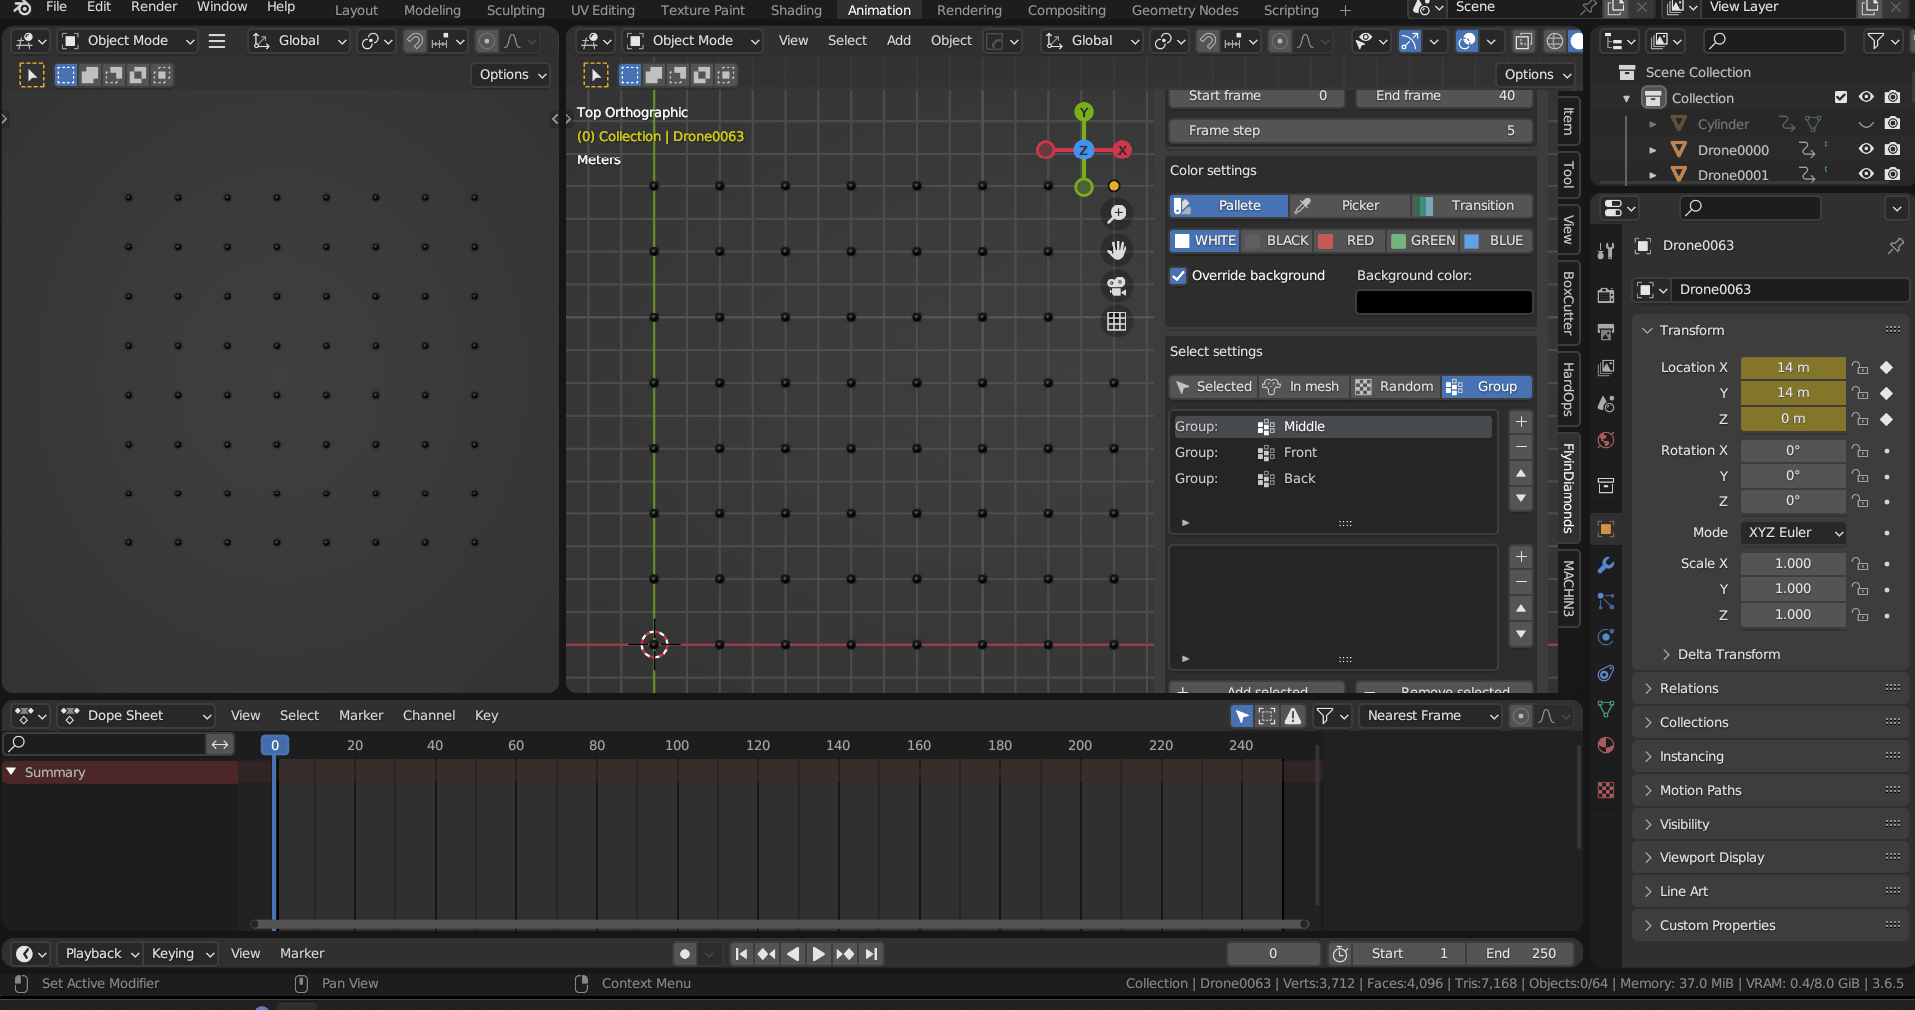 File Edit Render Window Help Layout Modeling Sculpting UV Editing Texture Paint Shading Animation Rendering Compositing Geometry Nodes Scripting + Scene View Layer
Object Mode Global Object Mode View Select Add Object Global
Options Options
Top Orthographic
(0) Collection | Drone0063
Meters
Y
X
Z
Start frame 0 End frame 40
Frame step 5
Color settings
Pallete Picker Transition
WHITE BLACK RED GREEN BLUE
Override background Background color:
Select settings
Selected In mesh Random Group
Group: Middle
Group: Front
Group: Back
Add selected Remove selected
Item
Tool
View
BoxCutter
HardOps
FlyinDiamonds
MACHIN3
Scene Collection
Collection
Cylinder
Drone0000
Drone0001
Drone0063
Drone0063
Transform
Location X 14 m
Y 14 m
Z 0 m
Rotation X 0°
Y 0°
Z 0°
Mode XYZ Euler
Scale X 1.000
Y 1.000
Z 1.000
Delta Transform
Relations
Collections
Instancing
Motion Paths
Visibility
Viewport Display
Line Art
Custom Properties
Dope Sheet View Select Marker Channel Key Nearest Frame
0 20 40 60 80 100 120 140 160 180 200 220 240
Summary
Playback Keying View Marker 0 Start 1 End 250
Set Active Modifier Pan View Context Menu Collection | Drone0063 | Verts:3,712 | Faces:4,096 | Tris:7,168 | Objects:0/64 | Memory: 37.0 MiB | VRAM: 0.4/8.0 GiB | 3.6.5